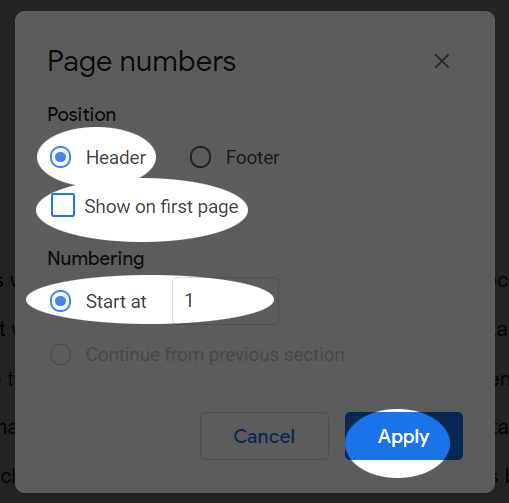 Page numbers
Position
Header Footer
Show on first page
Numbering
Start at 1
Continue from previous section
Cancel Apply